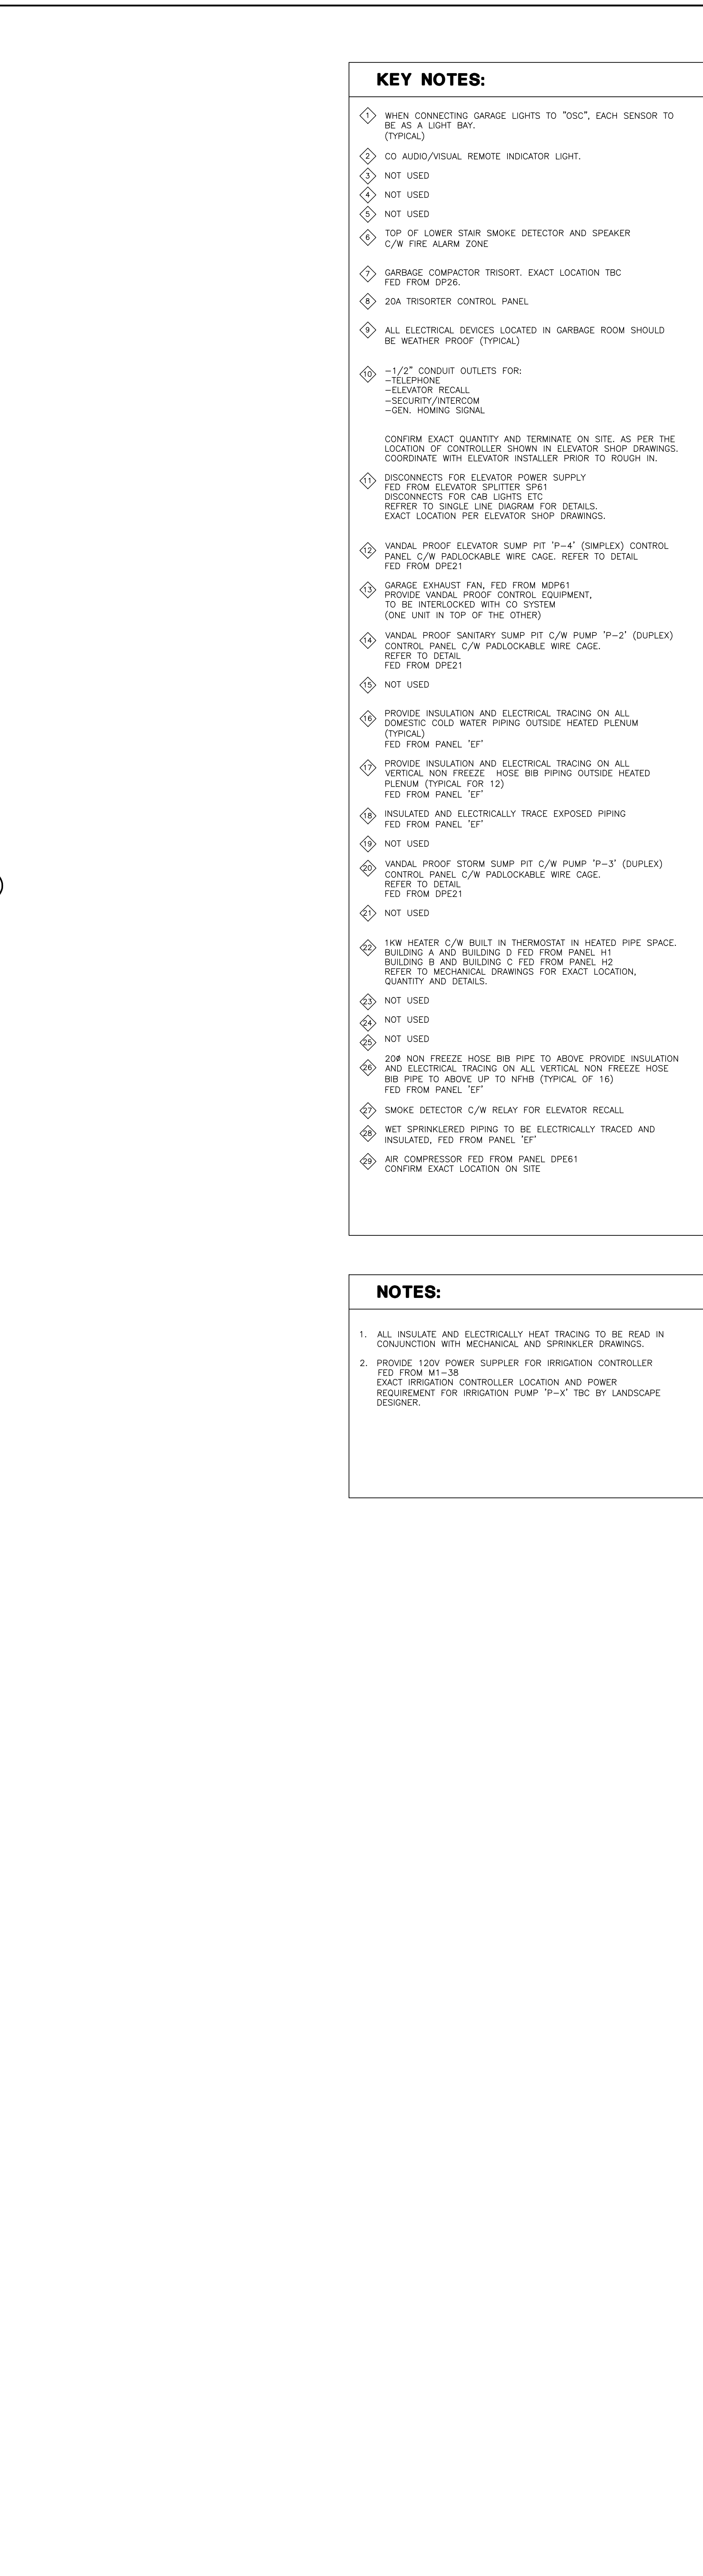 KEY NOTES:
1 WHEN CONNECTING GARAGE LIGHTS TO "OSC", EACH SENSOR TO
BE AS A LIGHT BAY.
(TYPICAL)
2 CO AUDIO/VISUAL REMOTE INDICATOR LIGHT.
3 NOT USED
4 NOT USED
5 NOT USED
6 TOP OF LOWER STAIR SMOKE DETECTOR AND SPEAKER
C/W FIRE ALARM ZONE
7 GARBAGE COMPACTOR TRISORT. EXACT LOCATION TBC
FED FROM DP26.
8 20A TRISORTER CONTROL PANEL
9 ALL ELECTRICAL DEVICES LOCATED IN GARBAGE ROOM SHOULD
BE WEATHER PROOF (TYPICAL)
10 -1/2" CONDUIT OUTLETS FOR:
-TELEPHONE
-ELEVATOR RECALL
-SECURITY/INTERCOM
-GEN. HOMING SIGNAL
CONFIRM EXACT QUANTITY AND TERMINATE ON SITE. AS PER THE
LOCATION OF CONTROLLER SHOWN IN ELEVATOR SHOP DRAWINGS.
COORDINATE WITH ELEVATOR INSTALLER PRIOR TO ROUGH IN.
11 DISCONNECTS FOR ELEVATOR POWER SUPPLY
FED FROM ELEVATOR SPLITTER SP61
DISCONNECTS FOR CAB LIGHTS ETC
REFRER TO SINGLE LINE DIAGRAM FOR DETAILS.
EXACT LOCATION PER ELEVATOR SHOP DRAWINGS.
12 VANDAL PROOF ELEVATOR SUMP PIT 'P-4' (SIMPLEX) CONTROL
PANEL C/W PADLOCKABLE WIRE CAGE. REFER TO DETAIL
FED FROM DPE21
13 GARAGE EXHAUST FAN, FED FROM MDP61
PROVIDE VANDAL PROOF CONTROL EQUIPMENT,
TO BE INTERLOCKED WITH CO SYSTEM
(ONE UNIT IN TOP OF THE OTHER)
14 VANDAL PROOF SANITARY SUMP PIT C/W PUMP 'P-2' (DUPLEX)
CONTROL PANEL C/W PADLOCKABLE WIRE CAGE.
REFER TO DETAIL
FED FROM DPE21
15 NOT USED
16 PROVIDE INSULATION AND ELECTRICAL TRACING ON ALL
DOMESTIC COLD WATER PIPING OUTSIDE HEATED PLENUM
(TYPICAL)
FED FROM PANEL 'EF'
17 PROVIDE INSULATION AND ELECTRICAL TRACING ON ALL
VERTICAL NON FREEZE HOSE BIB PIPING OUTSIDE HEATED
PLENUM (TYPICAL FOR 12)
FED FROM PANEL 'EF'
18 INSULATED AND ELECTRICALLY TRACE EXPOSED PIPING
FED FROM PANEL 'EF'
19 NOT USED
20 VANDAL PROOF STORM SUMP PIT C/W PUMP 'P-3' (DUPLEX)
CONTROL PANEL C/W PADLOCKABLE WIRE CAGE.
REFER TO DETAIL
FED FROM DPE21
21 NOT USED
22 1KW HEATER C/W BUILT IN THERMOSTAT IN HEATED PIPE SPACE.
BUILDING A AND BUILDING D FED FROM PANEL H1
BUILDING B AND BUILDING C FED FROM PANEL H2
REFER TO MECHANICAL DRAWINGS FOR EXACT LOCATION,
QUANTITY AND DETAILS.
23 NOT USED
24 NOT USED
25 NOT USED
26 20ø NON FREEZE HOSE BIB PIPE TO ABOVE PROVIDE INSULATION
AND ELECTRICAL TRACING ON ALL VERTICAL NON FREEZE HOSE
BIB PIPE TO ABOVE UP TO NFHB (TYPICAL OF 16)
FED FROM PANEL 'EF'
27 SMOKE DETECTOR C/W RELAY FOR ELEVATOR RECALL
28 WET SPRINKLERED PIPING TO BE ELECTRICALLY TRACED AND
INSULATED, FED FROM PANEL 'EF'
29 AIR COMPRESSOR FED FROM PANEL DPE61
CONFIRM EXACT LOCATION ON SITE
NOTES:
1. ALL INSULATE AND ELECTRICALLY HEAT TRACING TO BE READ IN
CONJUNCTION WITH MECHANICAL AND SPRINKLER DRAWINGS.
2. PROVIDE 120V POWER SUPPLER FOR IRRIGATION CONTROLLER
FED FROM M1-38
EXACT IRRIGATION CONTROLLER LOCATION AND POWER
REQUIREMENT FOR IRRIGATION PUMP 'P-X' TBC BY LANDSCAPE
DESIGNER.